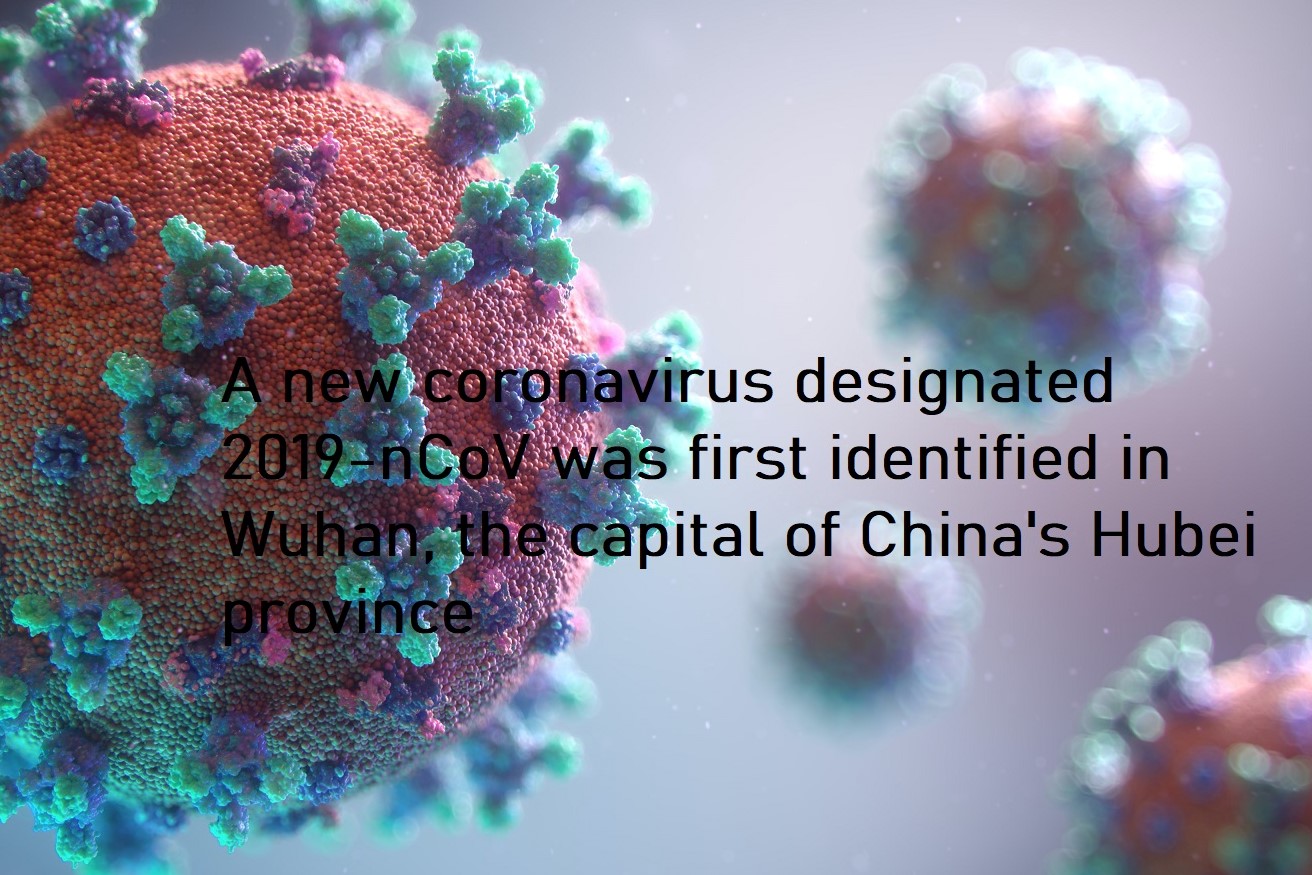 A new coronavirus designated
2019-nCoV was first identified in
Wuhan, the capital of China's Hubei
province